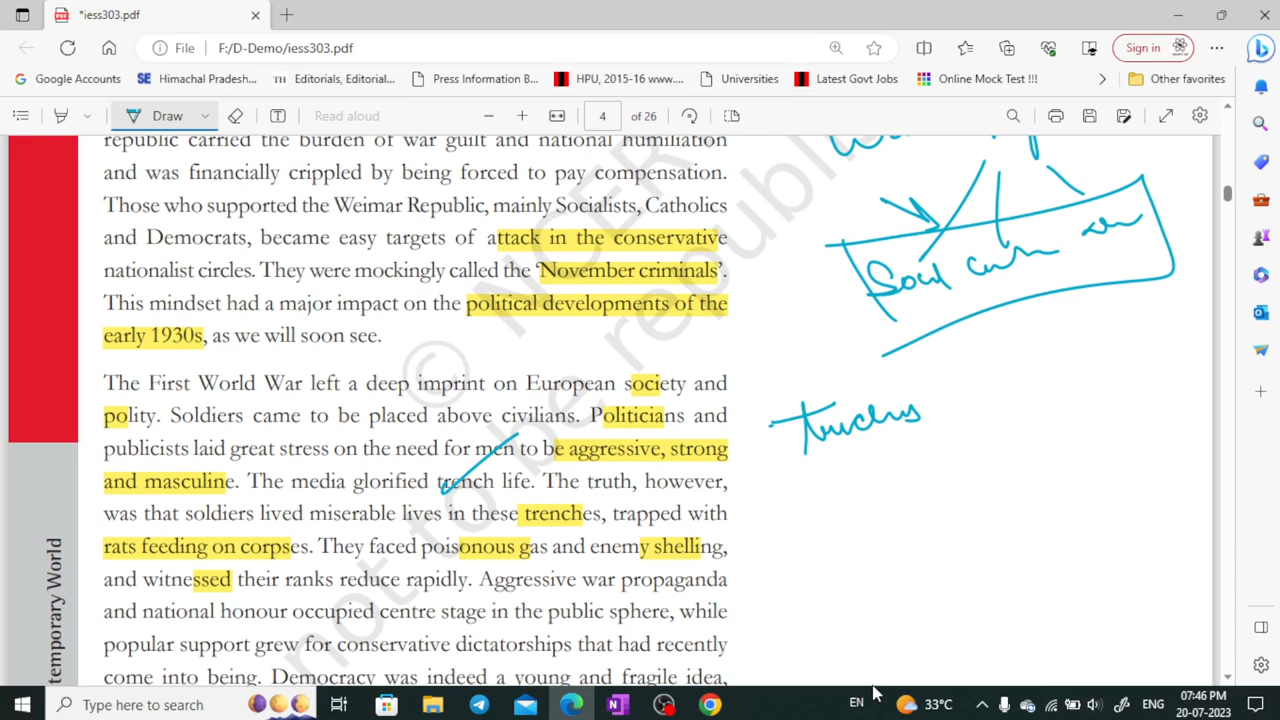 *iess303.pdf
File F:/D-Demo/iess303.pdf Sign in
Google Accounts SE Himachal Pradesh... TH Editorials, Editorial... Press Information B... HPU, 2015-16 www.... Universities Latest Govt Jobs Online Mock Test !!! Other favorites
Draw Read aloud 4 of 26
republic carried the burden of war guilt and national humiliation
and was financially crippled by being forced to pay compensation.
Those who supported the Weimar Republic, mainly Socialists, Catholics
and Democrats, became easy targets of attack in the conservative
nationalist circles. They were mockingly called the ‘November criminals’.
This mindset had a major impact on the political developments of the
early 1930s, as we will soon see.
The First World War left a deep imprint on European society and
polity. Soldiers came to be placed above civilians. Politicians and
publicists laid great stress on the need for men to be aggressive, strong
and masculine. The media glorified trench life. The truth, however,
was that soldiers lived miserable lives in these trenches, trapped with
rats feeding on corpses. They faced poisonous gas and enemy shelling,
and witnessed their ranks reduce rapidly. Aggressive war propaganda
and national honour occupied centre stage in the public sphere, while
popular support grew for conservative dictatorships that had recently
come into being. Democracy was indeed a young and fragile idea,
temporary World
© NCER
not to be
Type here to search EN 33°C ENG 07:46 PM
20-07-2023